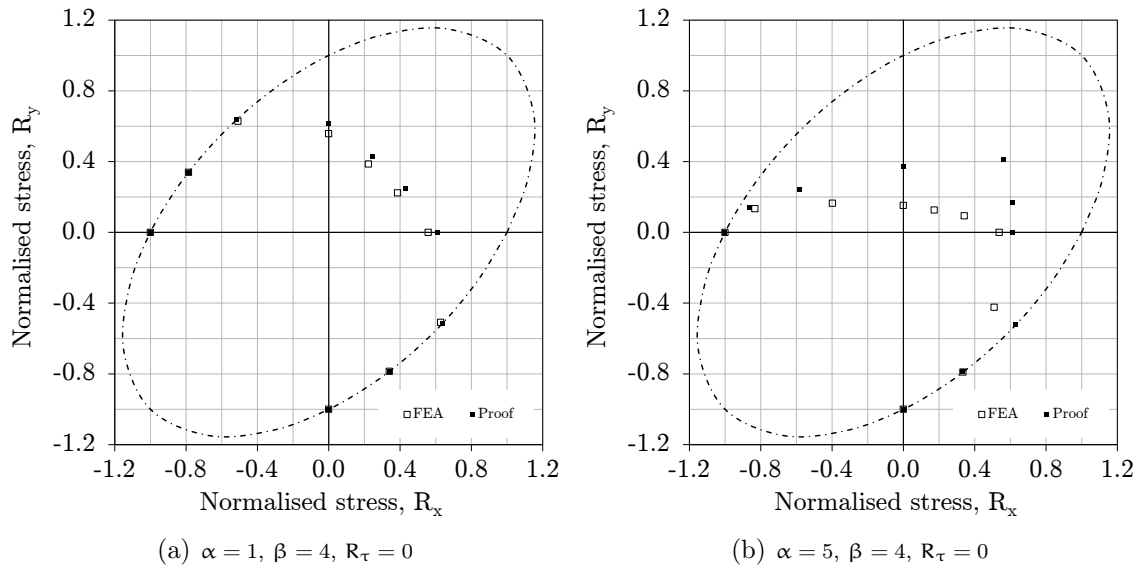 1.2
0.8
0.4
0.0
-0.4
-0.8
-1.2
Normalised stress, R_y
FEA
Proof
-1.2 -0.8 -0.4 0.0 0.4 0.8 1.2
Normalised stress, R_x
(a) α = 1, β = 4, R_τ = 0
1.2
0.8
0.4
0.0
-0.4
-0.8
-1.2
Normalised stress, R_y
FEA
Proof
-1.2 -0.8 -0.4 0.0 0.4 0.8 1.2
Normalised stress, R_x
(b) α = 5, β = 4, R_τ = 0